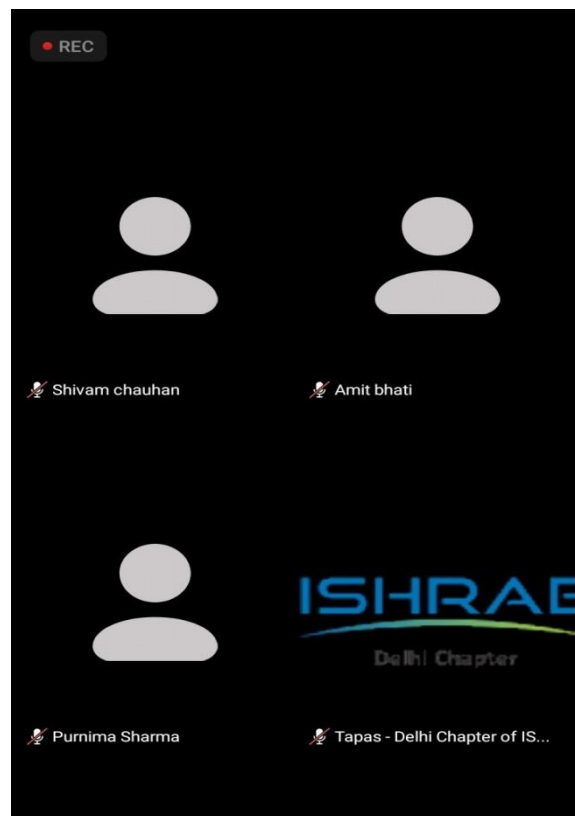 REC
Shivam chauhan
Amit bhati
ISHRAE
Delhi Chapter
Purnima Sharma
Tapas - Delhi Chapter of IS...